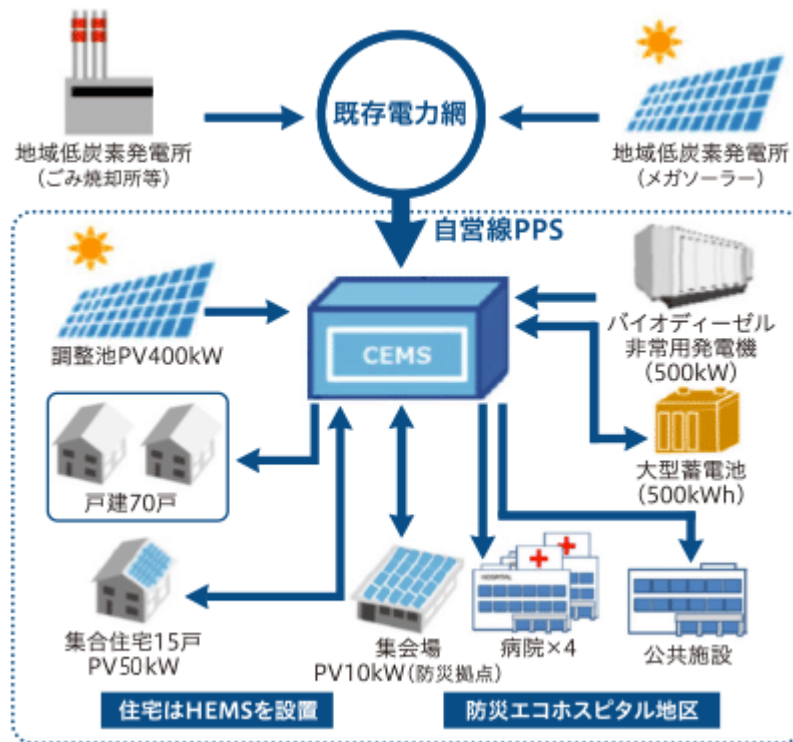 既存電力網
地域低炭素発電所
(ごみ焼却所等)
地域低炭素発電所
(メガソーラー)
自営線PPS
調整池PV400kW
CEMS
バイオディーゼル
非常用発電機
(500kW)
戸建70戸
大型蓄電池
(500kWh)
HOSPITAL
集合住宅15戸
PV50kW
集会場
PV10kW(防災拠点)
病院×4
公共施設
住宅はHEMSを設置
防災エコホスピタル地区